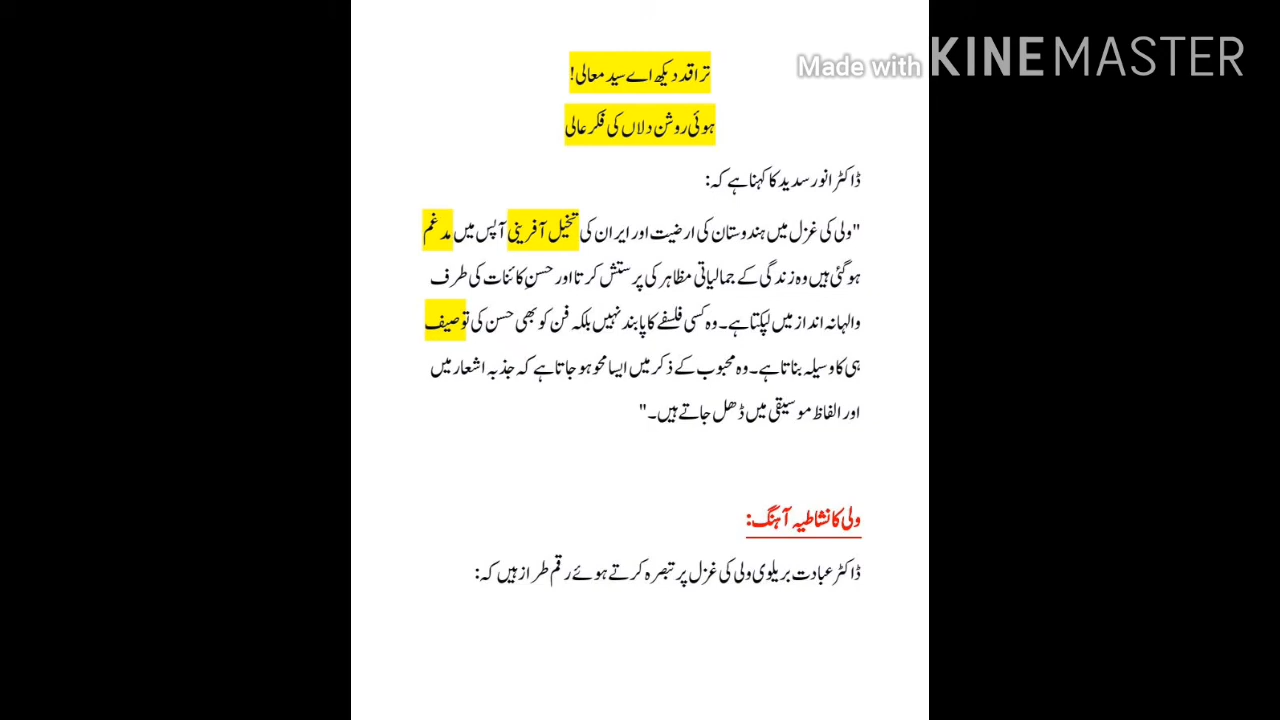 Made with KINEMASTER
ترا قد دیکھ اے سید معالی!
ہوئی روشن دلاں کی فکر عالی
ڈاکٹر انور سدید کا کہنا ہے کہ:
"ولی کی غزل میں ہندوستان کی ارضیت اور ایران کی تخیل آفرینی آپس میں مدغم
ہو گئی ہیں وہ زندگی کے جمالیاتی مظاہر کی پرستش کرتا اور حسنِ کائنات کی طرف
والہانہ انداز میں لپکتا ہے۔ وہ کسی فلسفے کا پابند نہیں بلکہ فن کو بھی حسن کی توصیف
ہی کا وسیلہ بناتا ہے۔ وہ محبوب کے ذکر میں ایسا محو ہو جاتا ہے کہ جذبہ اشعار میں
اور الفاظ موسیقی میں ڈھل جاتے ہیں۔"
ولی کا نشاطیہ آہنگ:
ڈاکٹر عبادت بریلوی ولی کی غزل پر تبصرہ کرتے ہوئے رقم طراز ہیں کہ: